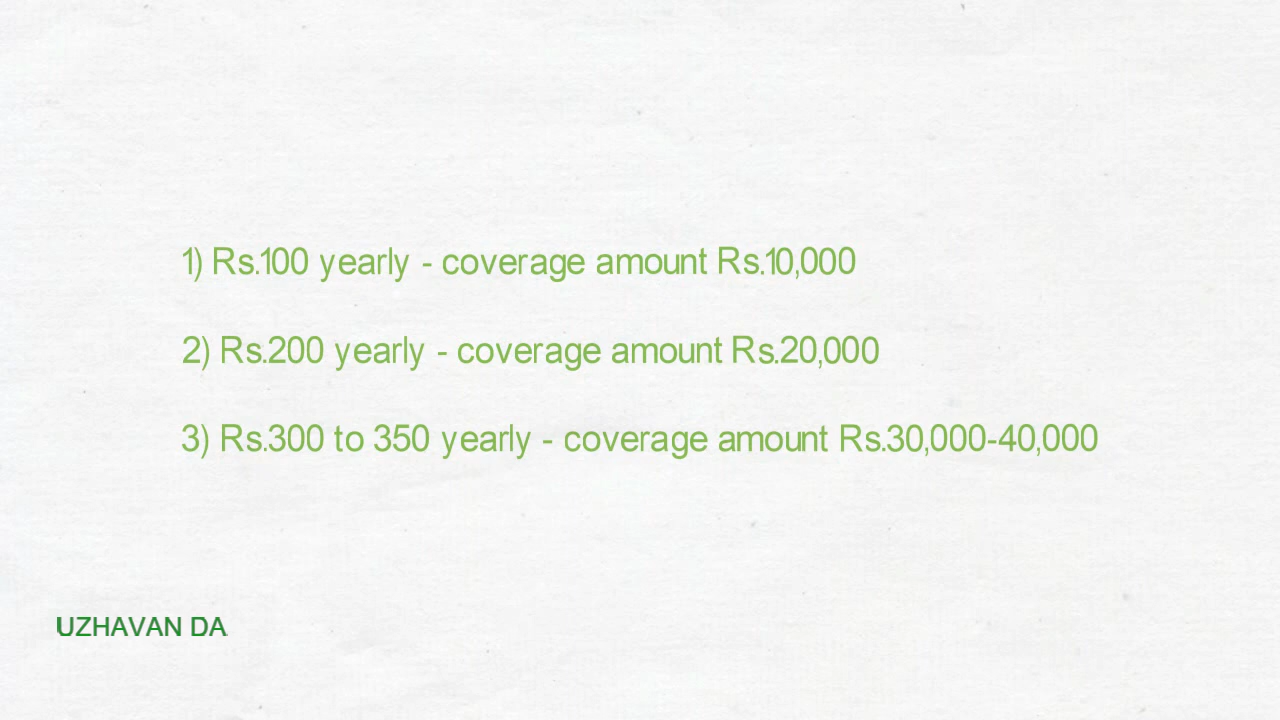 1) Rs.100 yearly - coverage amount Rs.10,000
2) Rs.200 yearly - coverage amount Rs.20,000
3) Rs.300 to 350 yearly - coverage amount Rs.30,000-40,000
UZHAVAN DA